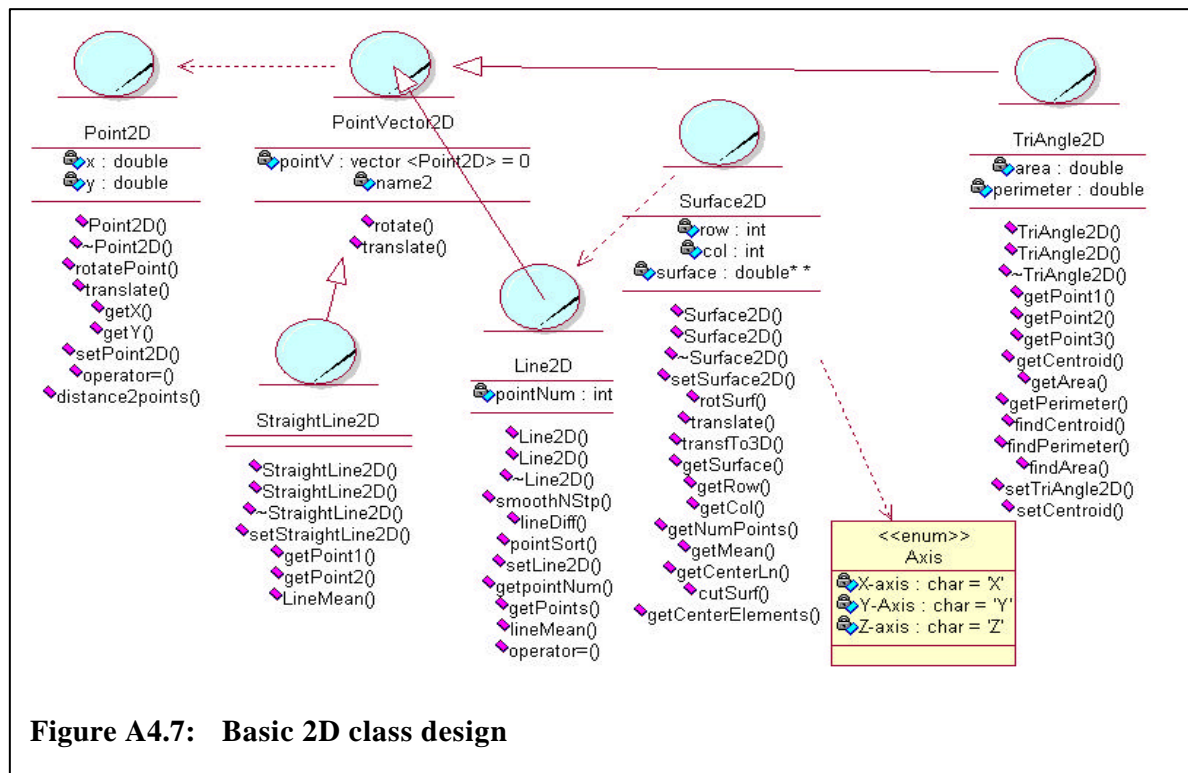 Point2D
x : double
y : double
Point2D()
~Point2D()
rotatePoint()
translate()
getX()
getY()
setPoint2D()
operator=()
distance2points()
PointVector2D
pointV : vector <Point2D> = 0
name2
rotate()
translate()
StraightLine2D
StraightLine2D()
StraightLine2D()
~StraightLine2D()
setStraightLine2D()
getPoint1()
getPoint2()
LineMean()
Line2D
pointNum : int
Line2D()
Line2D()
~Line2D()
smoothNStp()
lineDiff()
pointSort()
setLine2D()
getpointNum()
getPoints()
lineMean()
operator=()
Surface2D
row : int
col : int
surface : double* *
Surface2D()
Surface2D()
~Surface2D()
setSurface2D()
rotSurf()
translate()
transfTo3D()
getSurface()
getRow()
getCol()
getNumPoints()
getMean()
getCenterLn()
cutSurf()
getCenterElements()
TriAngle2D
area : double
perimeter : double
TriAngle2D()
TriAngle2D()
~TriAngle2D()
getPoint1()
getPoint2()
getPoint3()
getCentroid()
getArea()
getPerimeter()
findCentroid()
findPerimeter()
findArea()
setTriAngle2D()
setCentroid()
<<enum>>
Axis
X-axis : char = 'X'
Y-Axis : char = 'Y'
Z-axis : char = 'Z'
Figure A4.7: Basic 2D class design